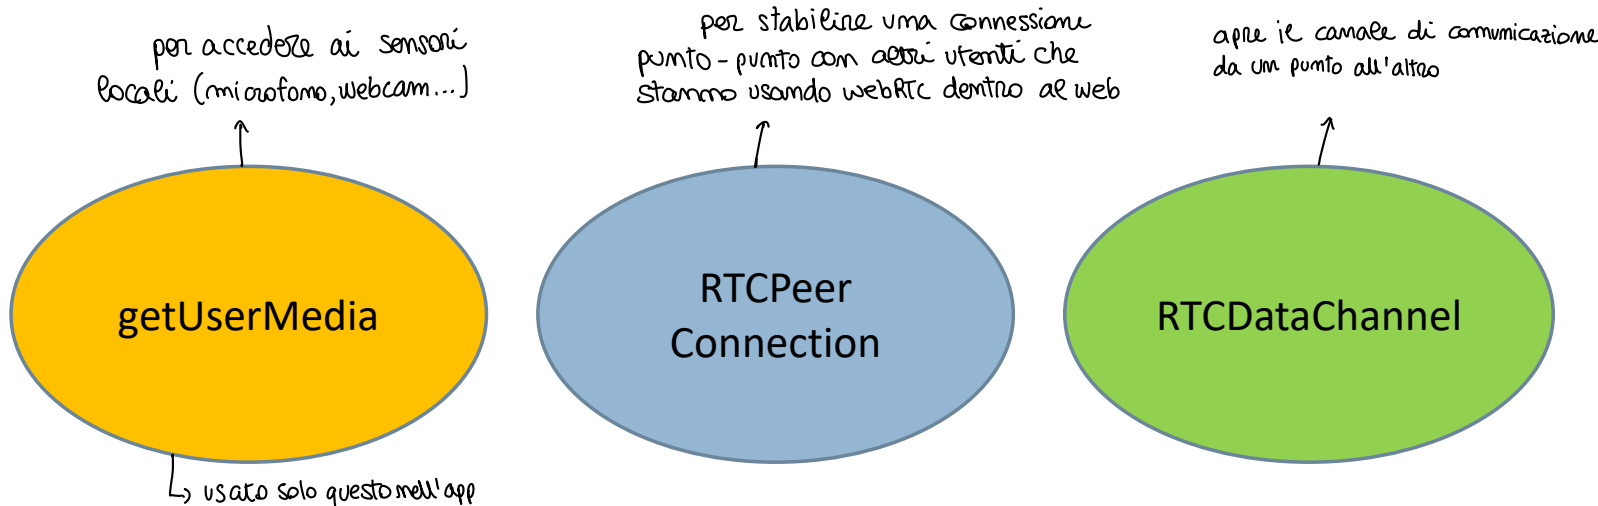 per accedere ai sensori
locali (microfono, webcam...)
per stabilire una connessione
punto-punto con altri utenti che
stanno usando webRTC dentro al web
apre il canale di comunicazione
da un punto all'altro
getUserMedia
RTCPeer
Connection
RTCDataChannel
usato solo questo nell'app